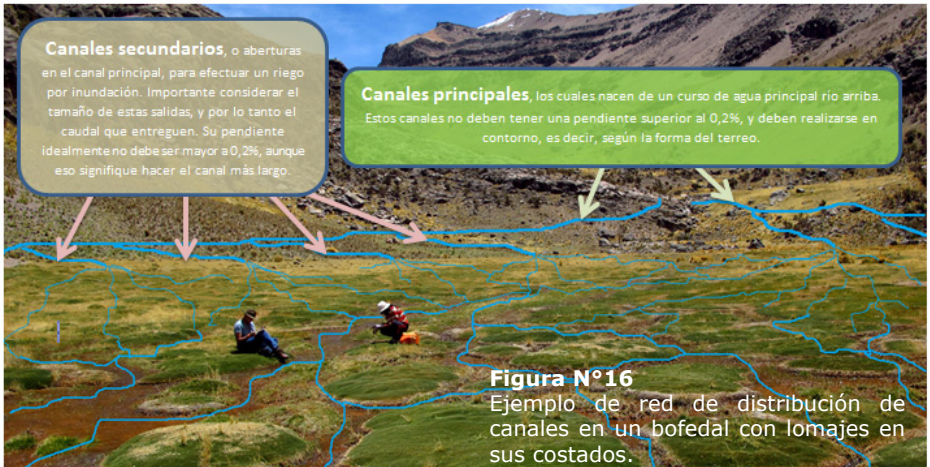 Canales secundarios, o aberturas
en el canal principal, para efectuar un riego
por inundación. Importante considerar el
tamaño de estas salidas, y por lo tanto el
caudal que entreguen. Su pendiente
idealmente no debe ser mayor a 0,2%, aunque
eso signifique hacer el canal más largo.
Canales principales, los cuales nacen de un curso de agua principal río arriba.
Estos canales no deben tener una pendiente superior al 0,2%, y deben realizarse en
contorno, es decir, según la forma del terreo.
Figura N°16
Ejemplo de red de distribución de
canales en un bofedal con lomajes en
sus costados.